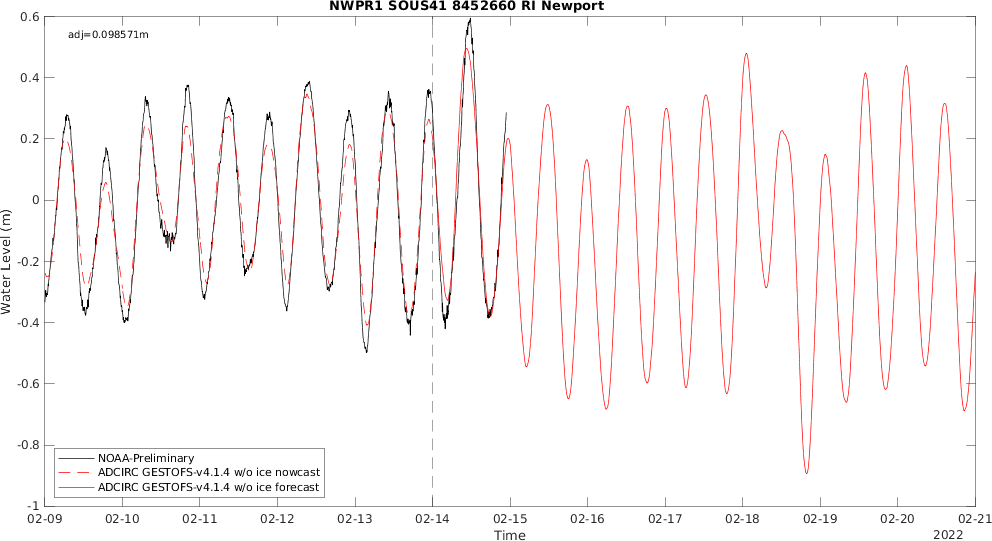 NWPR1 SOUS41 8452660 RI Newport
adj=0.098571m
0.6
0.4
0.2
0
-0.2
-0.4
-0.6
-0.8
-1
Water Level (m)
NOAA-Preliminary
ADCIRC GESTOFS-v4.1.4 w/o ice nowcast
ADCIRC GESTOFS-v4.1.4 w/o ice forecast
02-09 02-10 02-11 02-12 02-13 02-14 02-15 02-16 02-17 02-18 02-19 02-20 02-21
Time
2022